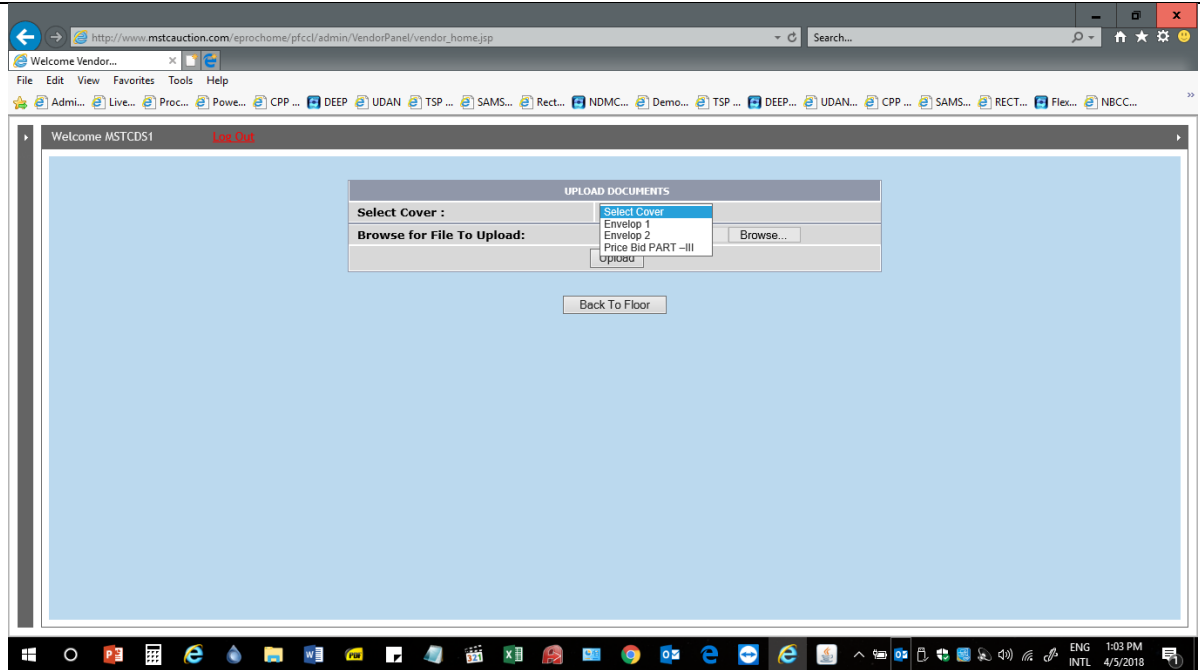 http://www.mstcauction.com/eprochome/pfccl/admin/VendorPanel/vendor_home.jsp
Search...
Welcome Vendor...
File Edit View Favorites Tools Help
Admi... Live... Proc... Powe... CPP ... DEEP UDAN TSP ... SAMS... Rect... NDMC... Demo... TSP ... DEEP... UDAN... CPP ... SAMS... RECT... Flex... NBCC...
Welcome MSTCDS1 Log Out
UPLOAD DOCUMENTS
Select Cover :
Select Cover
Envelop 1
Envelop 2
Price Bid PART –III
Browse for File To Upload:
Browse...
Upload
Back To Floor
ENG 1:03 PM
INTL 4/5/2018